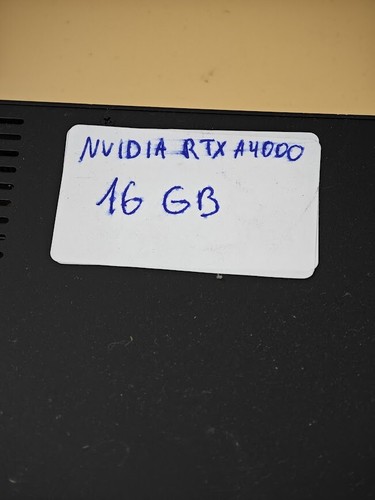 NVIDIA RTX A4000
16 GB